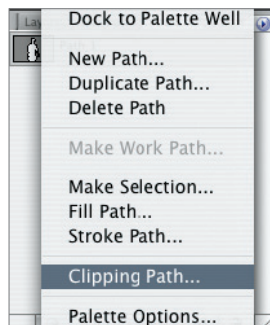 Dock to Palette Well
Lay
New Path...
Duplicate Path...
Delete Path
Make Work Path...
Make Selection...
Fill Path...
Stroke Path...
Clipping Path...
Palette Options...